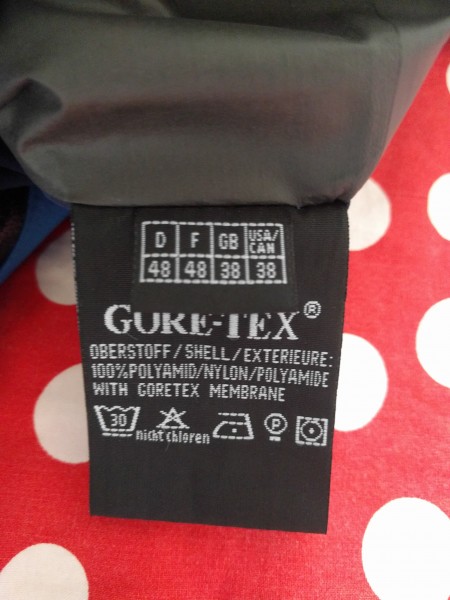 D F GB USA/CAN
48 48 38 38
GORE-TEX®
OBERSTOFF/SHELL/EXTERIEURE:
100%POLYAMID/NYLON/POLYAMIDE
WITH GORETEX MEMBRANE
30 P
nicht chloren